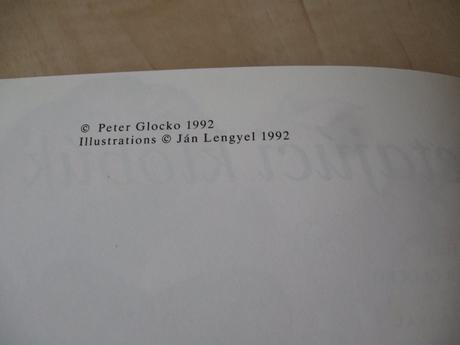 © Peter Glocko 1992
Illustrations © Ján Lengyel 1992